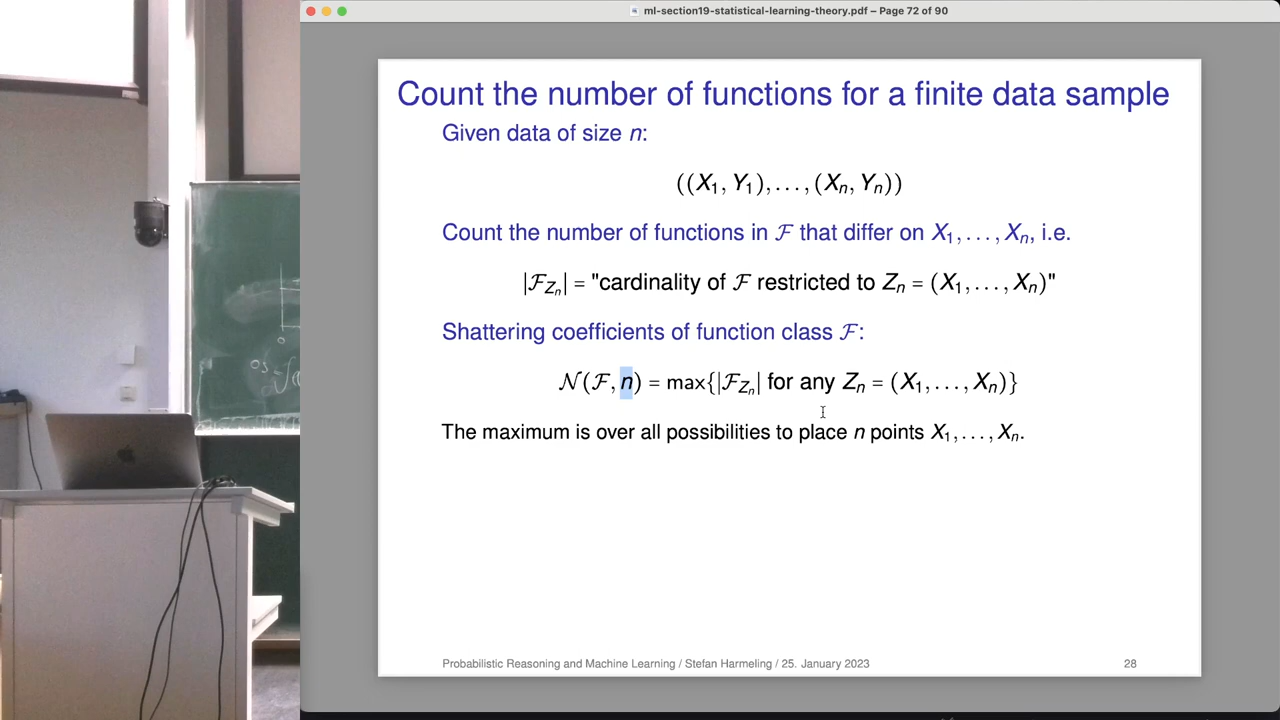 ml-section19-statistical-learning-theory.pdf – Page 72 of 90
Count the number of functions for a finite data sample
Given data of size n:
((X₁, Y₁), . . . , (Xₙ, Yₙ))
Count the number of functions in ℱ that differ on X₁, . . . , Xₙ, i.e.
|ℱ_{Zₙ}| = "cardinality of ℱ restricted to Zₙ = (X₁, . . . , Xₙ)"
Shattering coefficients of function class ℱ:
𝒩(ℱ, n) = max{|ℱ_{Zₙ}| for any Zₙ = (X₁, . . . , Xₙ)}
The maximum is over all possibilities to place n points X₁, . . . , Xₙ.
Probabilistic Reasoning and Machine Learning / Stefan Harmeling / 25. January 2023
28